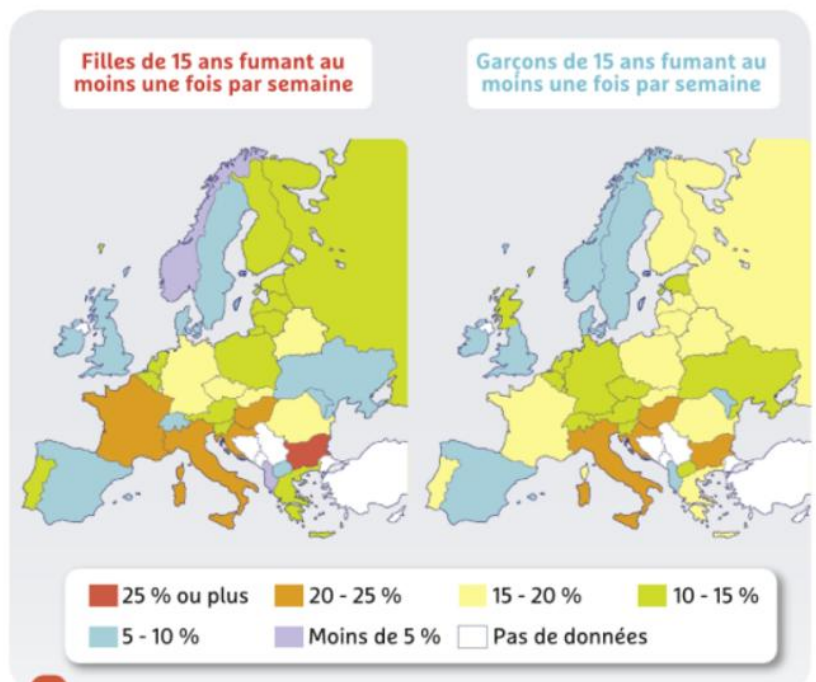 Filles de 15 ans fumant au
moins une fois par semaine
Garçons de 15 ans fumant au
moins une fois par semaine
25 % ou plus
20 - 25 %
15 - 20 %
10 - 15 %
5 - 10 %
Moins de 5 %
Pas de données